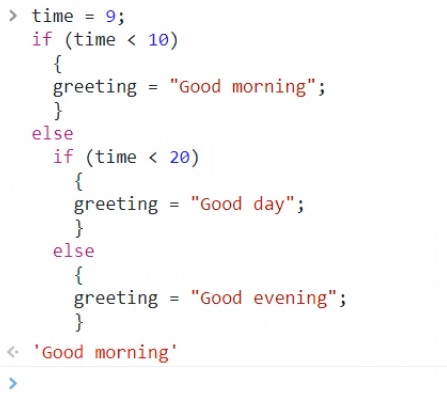 > time = 9;
if (time < 10)
{
greeting = "Good morning";
}
else
if (time < 20)
{
greeting = "Good day";
}
else
{
greeting = "Good evening";
}
'Good morning'
>